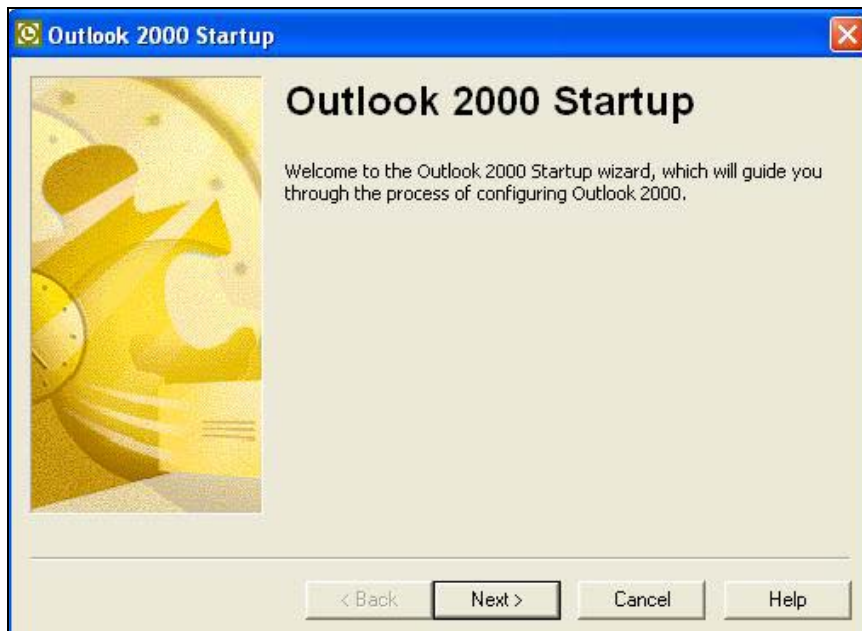 Outlook 2000 Startup
Outlook 2000 Startup
Welcome to the Outlook 2000 Startup wizard, which will guide you
through the process of configuring Outlook 2000.
< Back Next > Cancel Help